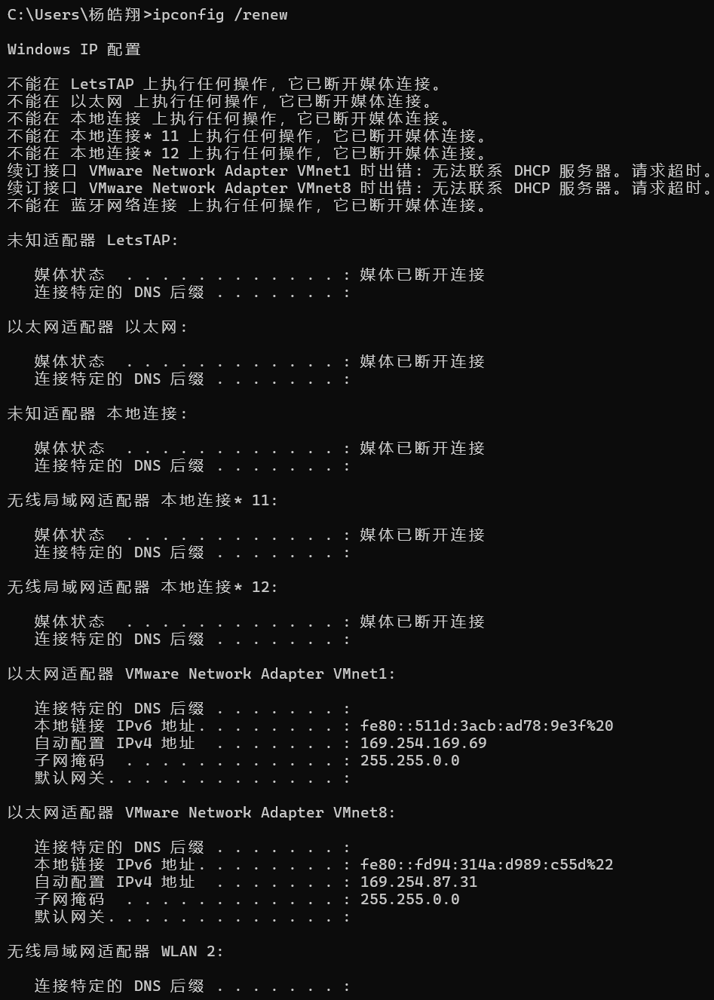 C:\Users\杨皓翔>ipconfig /renew
Windows IP 配置
不能在 LetsTAP 上执行任何操作，它已断开媒体连接。
不能在 以太网 上执行任何操作，它已断开媒体连接。
不能在 本地连接 上执行任何操作，它已断开媒体连接。
不能在 本地连接* 11 上执行任何操作，它已断开媒体连接。
不能在 本地连接* 12 上执行任何操作，它已断开媒体连接。
续订接口 VMware Network Adapter VMnet1 时出错: 无法联系 DHCP 服务器。请求超时。
续订接口 VMware Network Adapter VMnet8 时出错: 无法联系 DHCP 服务器。请求超时。
不能在 蓝牙网络连接 上执行任何操作，它已断开媒体连接。
未知适配器 LetsTAP:
媒体状态  . . . . . . . . . . . . : 媒体已断开连接
连接特定的 DNS 后缀 . . . . . . . :
以太网适配器 以太网:
媒体状态  . . . . . . . . . . . . : 媒体已断开连接
连接特定的 DNS 后缀 . . . . . . . :
未知适配器 本地连接:
媒体状态  . . . . . . . . . . . . : 媒体已断开连接
连接特定的 DNS 后缀 . . . . . . . :
无线局域网适配器 本地连接* 11:
媒体状态  . . . . . . . . . . . . : 媒体已断开连接
连接特定的 DNS 后缀 . . . . . . . :
无线局域网适配器 本地连接* 12:
媒体状态  . . . . . . . . . . . . : 媒体已断开连接
连接特定的 DNS 后缀 . . . . . . . :
以太网适配器 VMware Network Adapter VMnet1:
连接特定的 DNS 后缀 . . . . . . . :
本地链接 IPv6 地址. . . . . . . . : fe80::511d:3acb:ad78:9e3f%20
自动配置 IPv4 地址  . . . . . . . : 169.254.169.69
子网掩码  . . . . . . . . . . . . : 255.255.0.0
默认网关. . . . . . . . . . . . . :
以太网适配器 VMware Network Adapter VMnet8:
连接特定的 DNS 后缀 . . . . . . . :
本地链接 IPv6 地址. . . . . . . . : fe80::fd94:314a:d989:c55d%22
自动配置 IPv4 地址  . . . . . . . : 169.254.87.31
子网掩码  . . . . . . . . . . . . : 255.255.0.0
默认网关. . . . . . . . . . . . . :
无线局域网适配器 WLAN 2:
连接特定的 DNS 后缀 . . . . . . . :